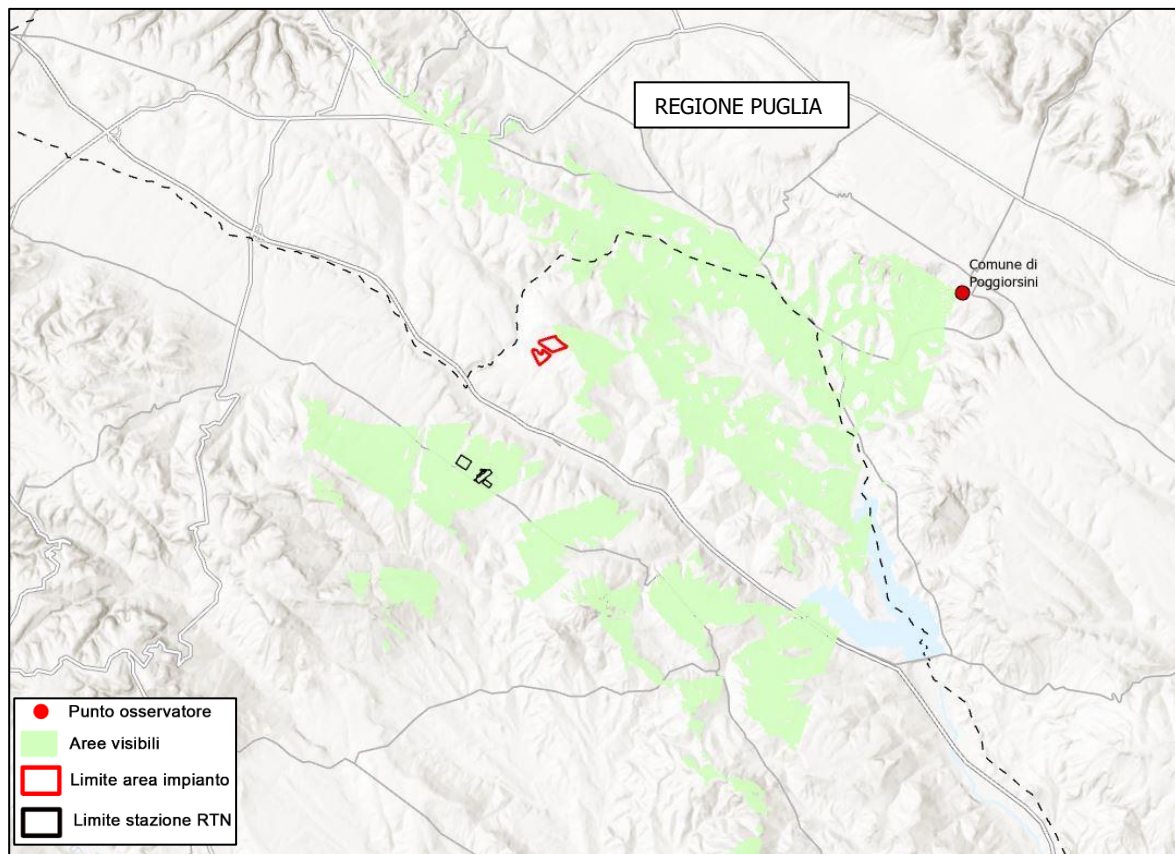 REGIONE PUGLIA
Comune di
Poggiorsini
Punto osservatore
Aree visibili
Limite area impianto
Limite stazione RTN